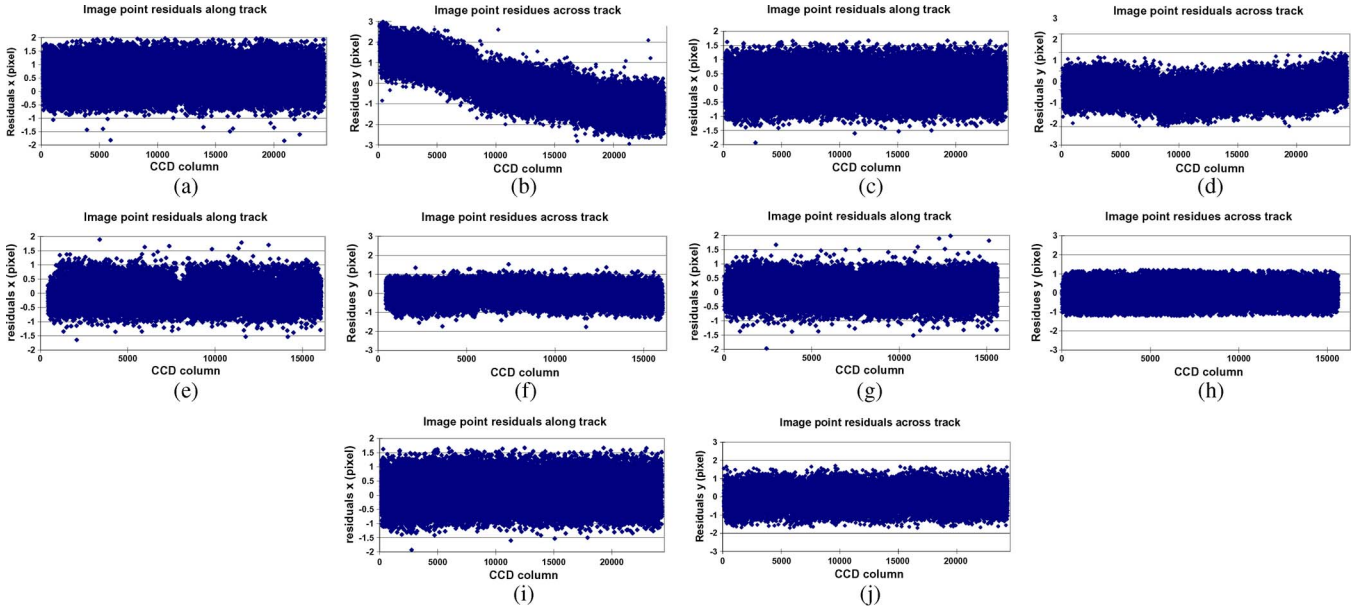 Image point residuals along track
Residuals x (pixel)
2
1.5
1
0.5
0
-0.5
-1
-1.5
-2
0 5000 10000 15000 20000
CCD column
(a)
Image point residues across track
Residues y (pixel)
3
2
1
0
-1
-2
-3
0 5000 10000 15000 20000
CCD column
(b)
Image point residuals along track
residuals x (pixel)
2
1.5
1
0.5
0
-0.5
-1
-1.5
-2
0 5000 10000 15000 20000
CCD column
(c)
Image point residuals across track
Residuals y (pixel)
3
2
1
0
-1
-2
-3
0 5000 10000 15000 20000
CCD column
(d)
Image point residuals along track
residuals x (pixel)
2
1.5
1
0.5
0
-0.5
-1
-1.5
-2
0 5000 10000 15000
CCD column
(e)
Image point residues across track
Residues y (pixel)
3
2
1
0
-1
-2
-3
0 5000 10000 15000
CCD column
(f)
Image point residuals along track
residuals x (pixel)
2
1.5
1
0.5
0
-0.5
-1
-1.5
-2
0 5000 10000 15000
CCD column
(g)
Image point residues across track
Residues y (pixel)
3
2
1
0
-1
-2
-3
0 5000 10000 15000
CCD column
(h)
Image point residuals along track
residuals x (pixel)
2
1.5
1
0.5
0
-0.5
-1
-1.5
-2
0 5000 10000 15000 20000
CCD column
(i)
Image point residuals across track
Residuals y (pixel)
3
2
1
0
-1
-2
-3
0 5000 10000 15000 20000
CCD column
(j)